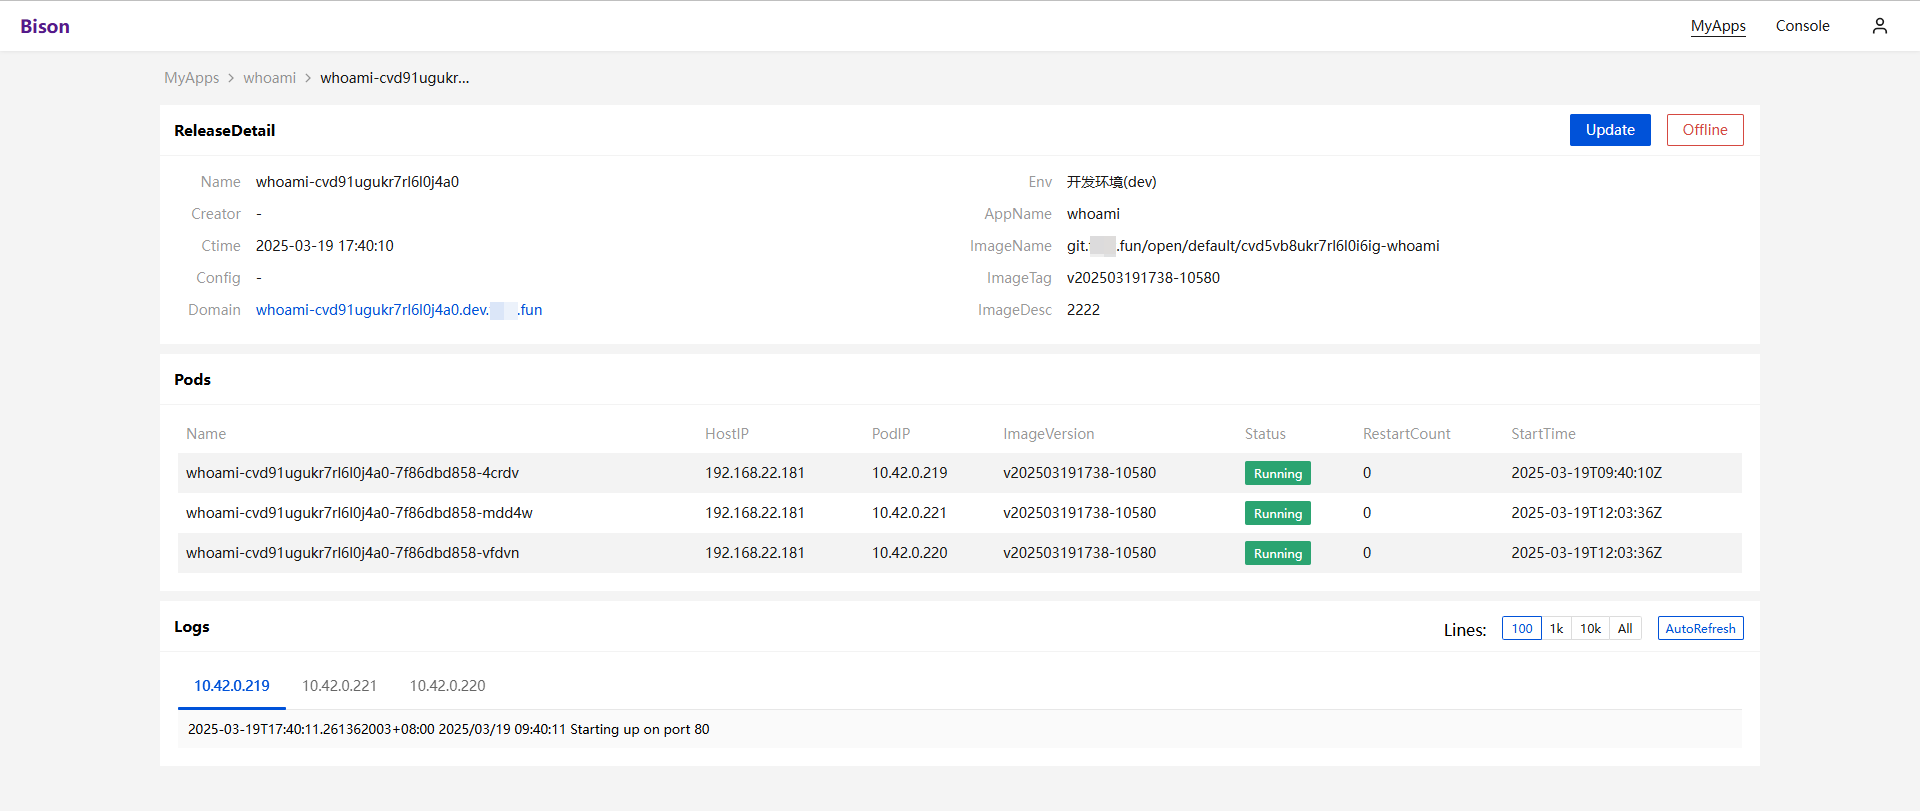 Bison MyApps Console
MyApps > whoami > whoami-cvd91ugukr...
ReleaseDetail Update Offline
Name whoami-cvd91ugukr7rl6l0j4a0 Env 开发环境(dev)
Creator - AppName whoami
Ctime 2025-03-19 17:40:10 ImageName git. .fun/open/default/cvd5vb8ukr7rl6l0i6ig-whoami
Config - ImageTag v202503191738-10580
Domain whoami-cvd91ugukr7rl6l0j4a0.dev. .fun ImageDesc 2222
Pods
Name HostIP PodIP ImageVersion Status RestartCount StartTime
whoami-cvd91ugukr7rl6l0j4a0-7f86dbd858-4crdv 192.168.22.181 10.42.0.219 v202503191738-10580 Running 0 2025-03-19T09:40:10Z
whoami-cvd91ugukr7rl6l0j4a0-7f86dbd858-mdd4w 192.168.22.181 10.42.0.221 v202503191738-10580 Running 0 2025-03-19T12:03:36Z
whoami-cvd91ugukr7rl6l0j4a0-7f86dbd858-vfdvn 192.168.22.181 10.42.0.220 v202503191738-10580 Running 0 2025-03-19T12:03:36Z
Logs Lines: 100 1k 10k All AutoRefresh
10.42.0.219 10.42.0.221 10.42.0.220
2025-03-19T17:40:11.261362003+08:00 2025/03/19 09:40:11 Starting up on port 80